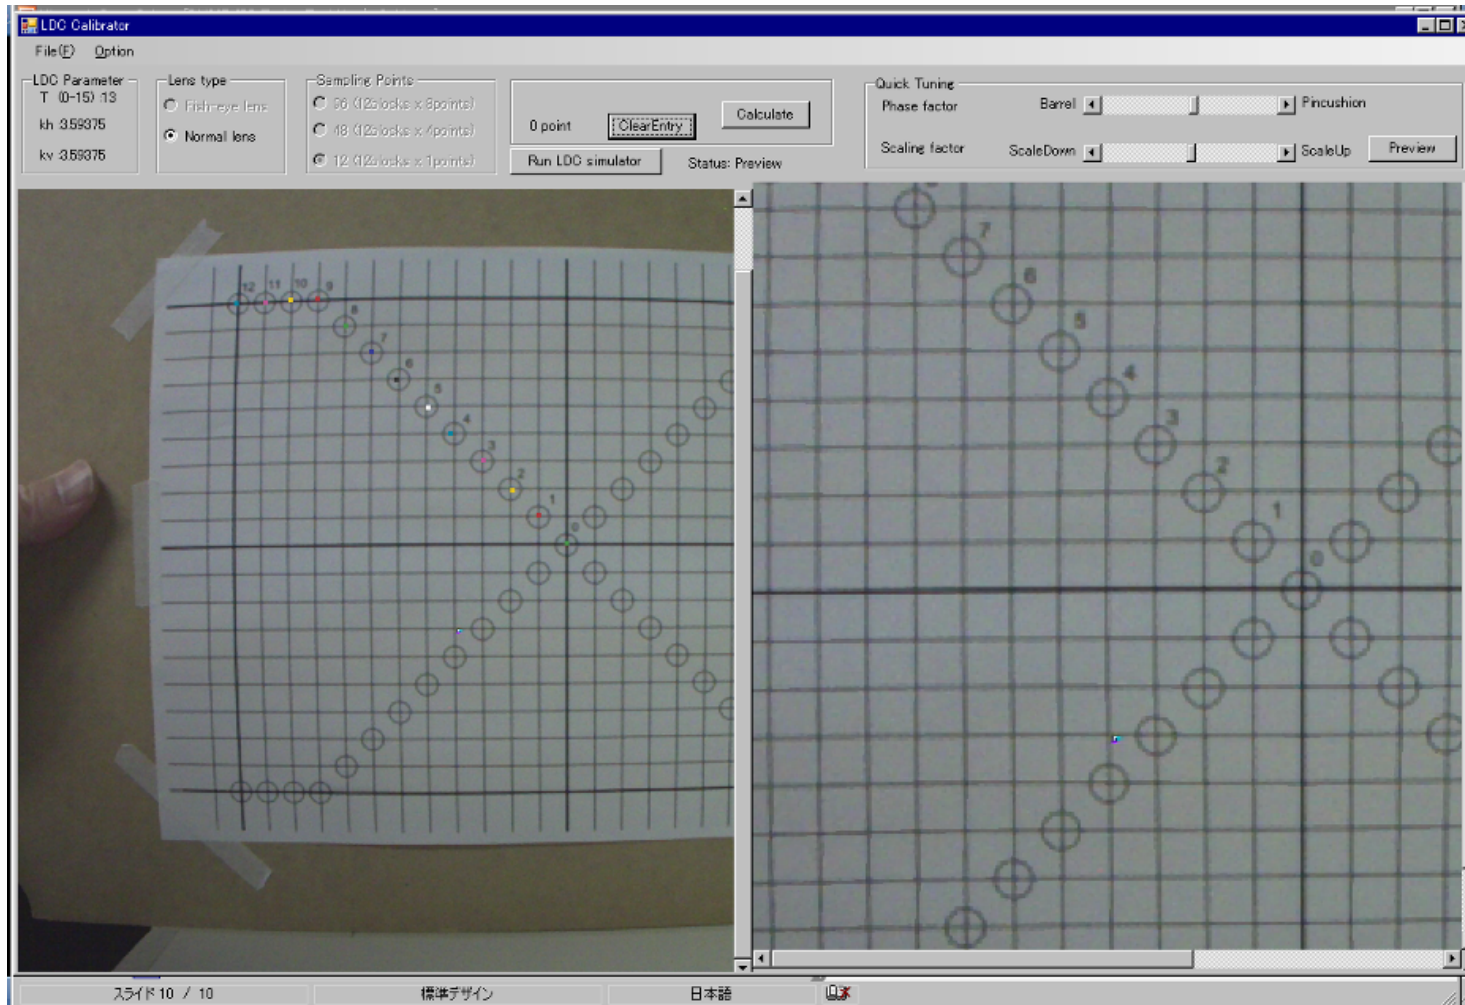 LDC Calibrator
File(F) Option
LDC Parameter
T (0-15) :13
kh :3.59375
kv :3.59375
Lens type
Fish-eye lens
Normal lens
Sampling Points
96 (12blocks x 8points)
48 (12blocks x 4points)
12 (12blocks x 1points)
0 point
ClearEntry
Calculate
Run LDC simulator
Status: Preview
Quick Tuning
Phase factor
Barrel
Pincushion
Scaling factor
ScaleDown
ScaleUp
Preview
12 11 10 9
8
7
6
5
4
3
2
1
0
7
6
5
4
3
2
1
0
スライド 10 / 10
標準デザイン
日本語